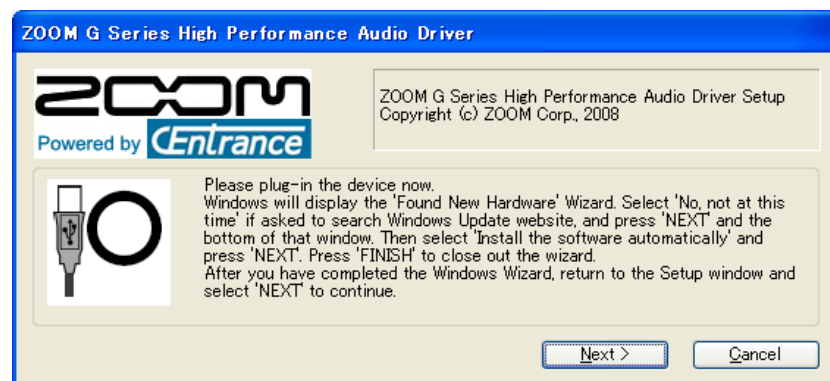 ZOOM G Series High Performance Audio Driver
ZOOM
Powered by CEntrance
ZOOM G Series High Performance Audio Driver Setup
Copyright (c) ZOOM Corp., 2008
Please plug-in the device now.
Windows will display the 'Found New Hardware' Wizard. Select 'No, not at this
time' if asked to search Windows Update website, and press 'NEXT' and the
bottom of that window. Then select 'Install the software automatically' and
press 'NEXT'. Press 'FINISH' to close out the wizard.
After you have completed the Windows Wizard, return to the Setup window and
select 'NEXT' to continue.
Next >
Cancel